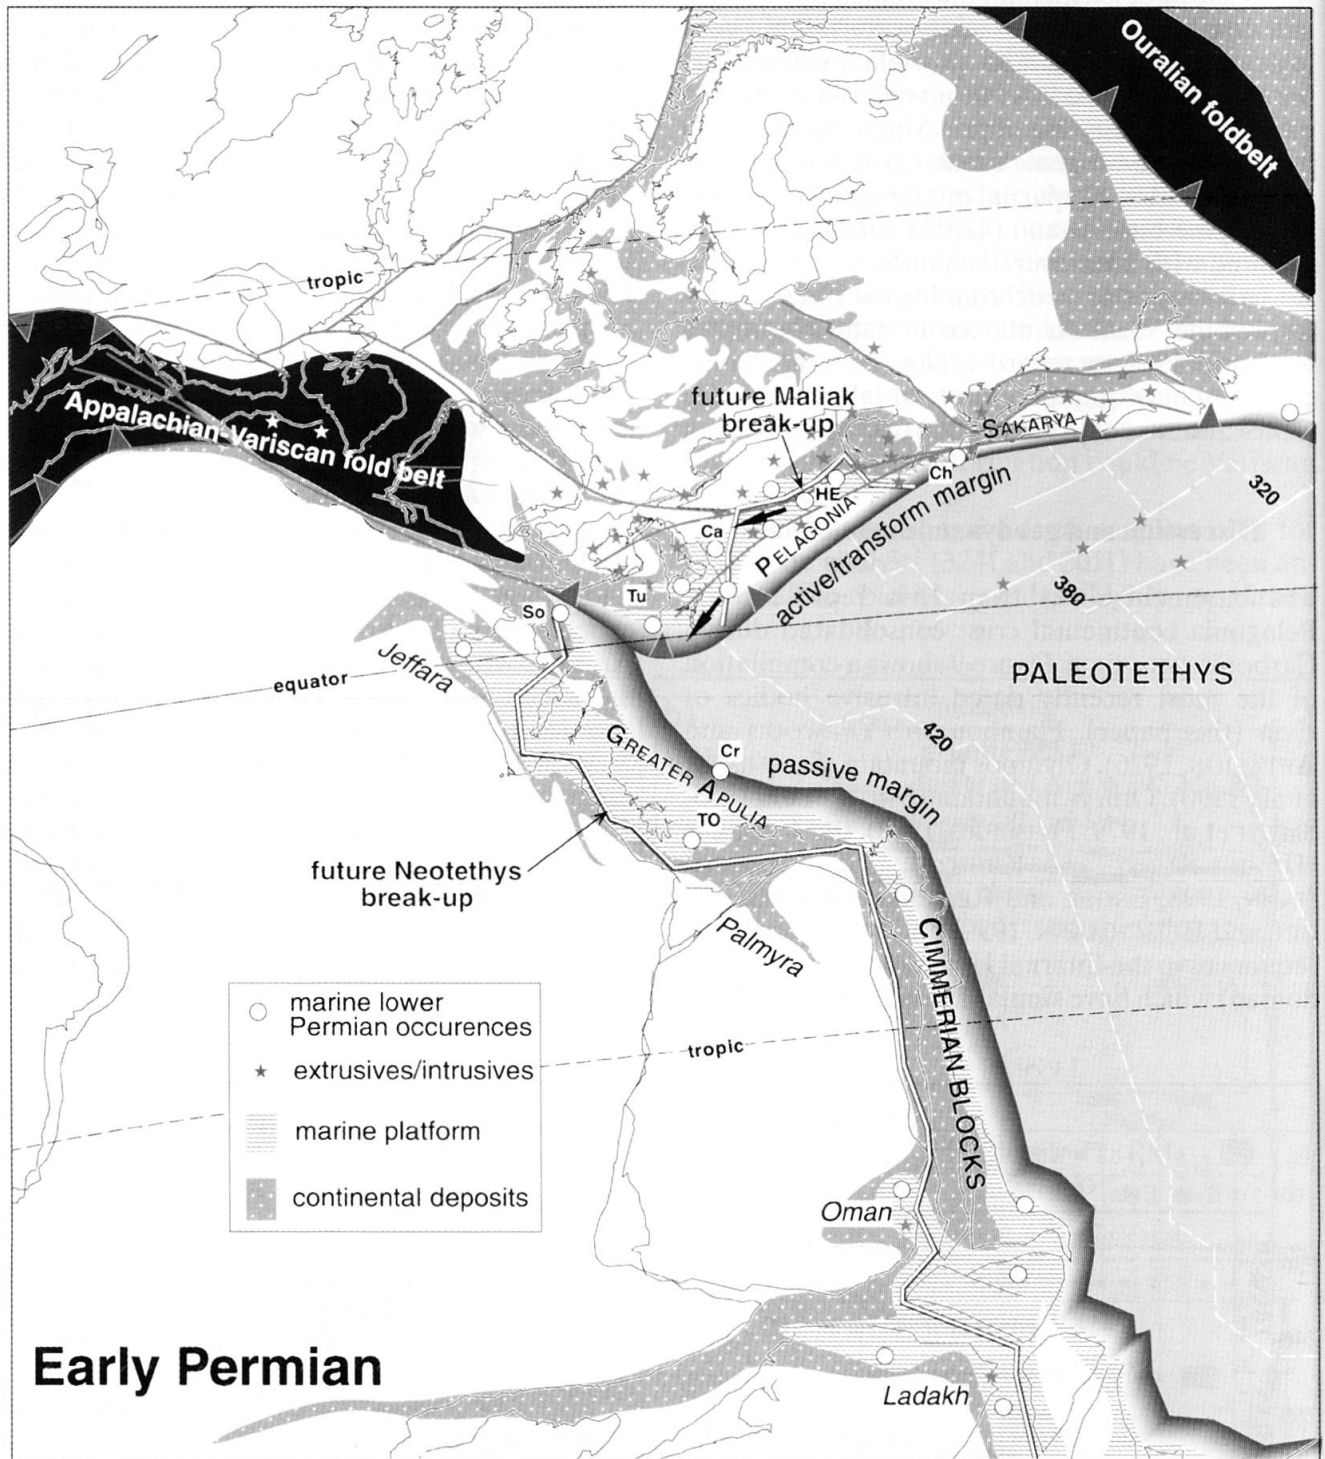 Ouralian foldbelt
tropic
Appalachian-Variscan fold belt
future Maliak
break-up
SAKARYA
Ch
HE
320
Ca
PELAGONIA
active/transform margin
380
Tu
So
Jeffara
equator
PALEOTETHYS
420
GREATER APULIA
Cr
passive margin
TO
future Neotethys
break-up
Palmyra
CIMMERIAN BLOCKS
marine lower
Permian occurences
extrusives/intrusives
marine platform
continental deposits
tropic
Oman
Early Permian
Ladakh